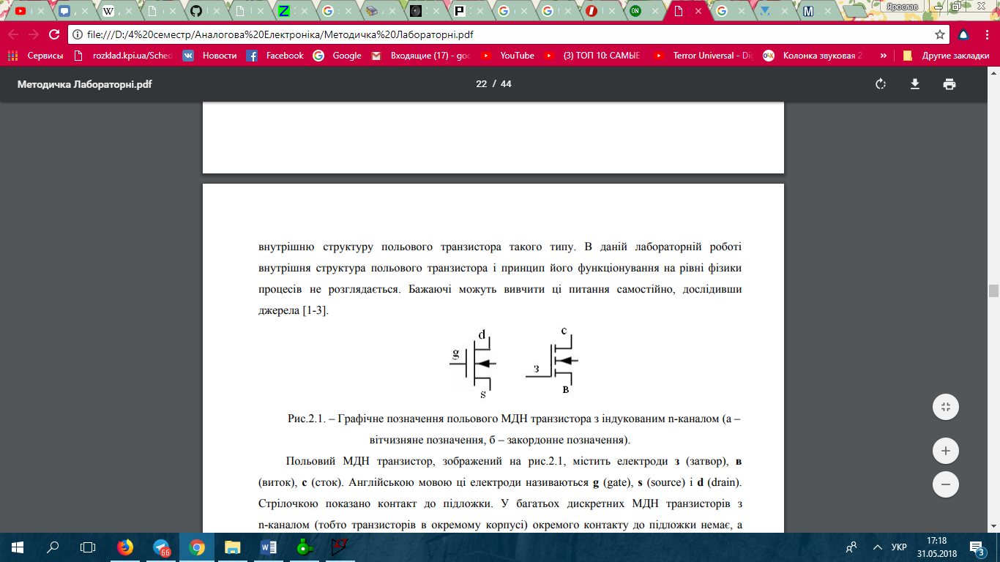 Ярослав
file:///D:/4%20семестр/Аналогова%20Електроніка/Методичка%20Лабораторні.pdf
Сервисы rozklad.kpi.ua/Sched Новости Facebook Google Входящие (17) - goo YouTube (3) ТОП 10: САМЫЕ Terror Universal - Di Колонка звуковая 2 » Другие закладки
Методичка Лабораторні.pdf 22 / 44
внутрішню структуру польового транзистора такого типу. В даній лабораторній роботі
внутрішня структура польового транзистора і принцип його функціонування на рівні фізики
процесів не розглядається. Бажаючі можуть вивчити ці питання самостійно, дослідивши
джерела [1-3].
d c
g з
s в
Рис.2.1. – Графічне позначення польового МДН транзистора з індукованим n-каналом (а –
вітчизняне позначення, б – закордонне позначення).
Польовий МДН транзистор, зображений на рис.2.1, містить електроди з (затвор), в
(виток), с (сток). Англійською мовою ці електроди називаються g (gate), s (source) і d (drain).
Стрілочкою показано контакт до підложки. У багатьох дискретних МДН транзисторів з
n-каналом (тобто транзисторів в окремому корпусі) окремого контакту до підложки немає, а
66 УКР 17:18
31.05.2018 3